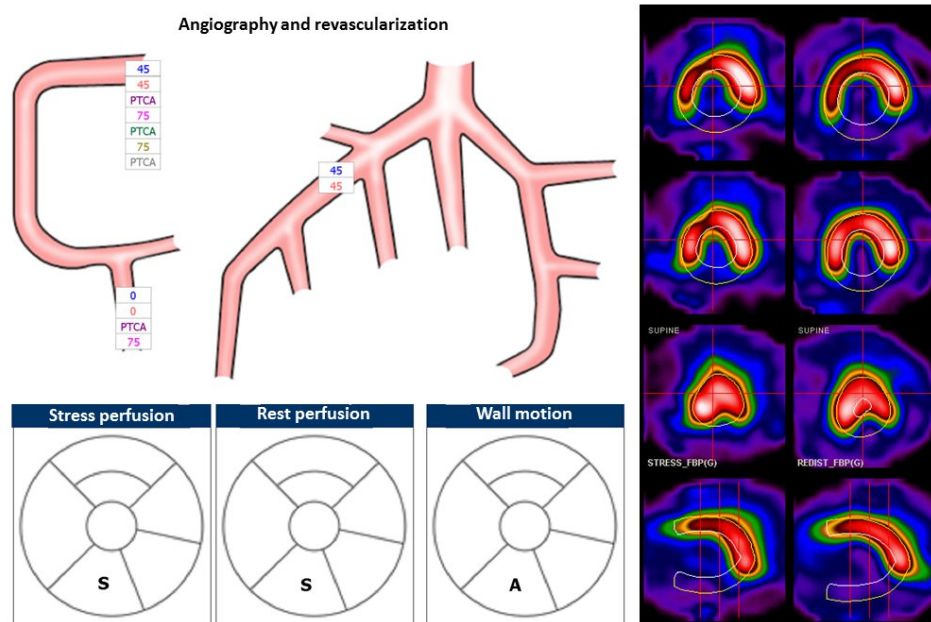 Angiography and revascularization
45
45
PTCA
75
PTCA
75
PTCA
45
45
0
0
PTCA
75
Stress perfusion
Rest perfusion
Wall motion
S
S
A
SUPINE
SUPINE
STRESS_FBP(G)
REDIST_FBP(G)